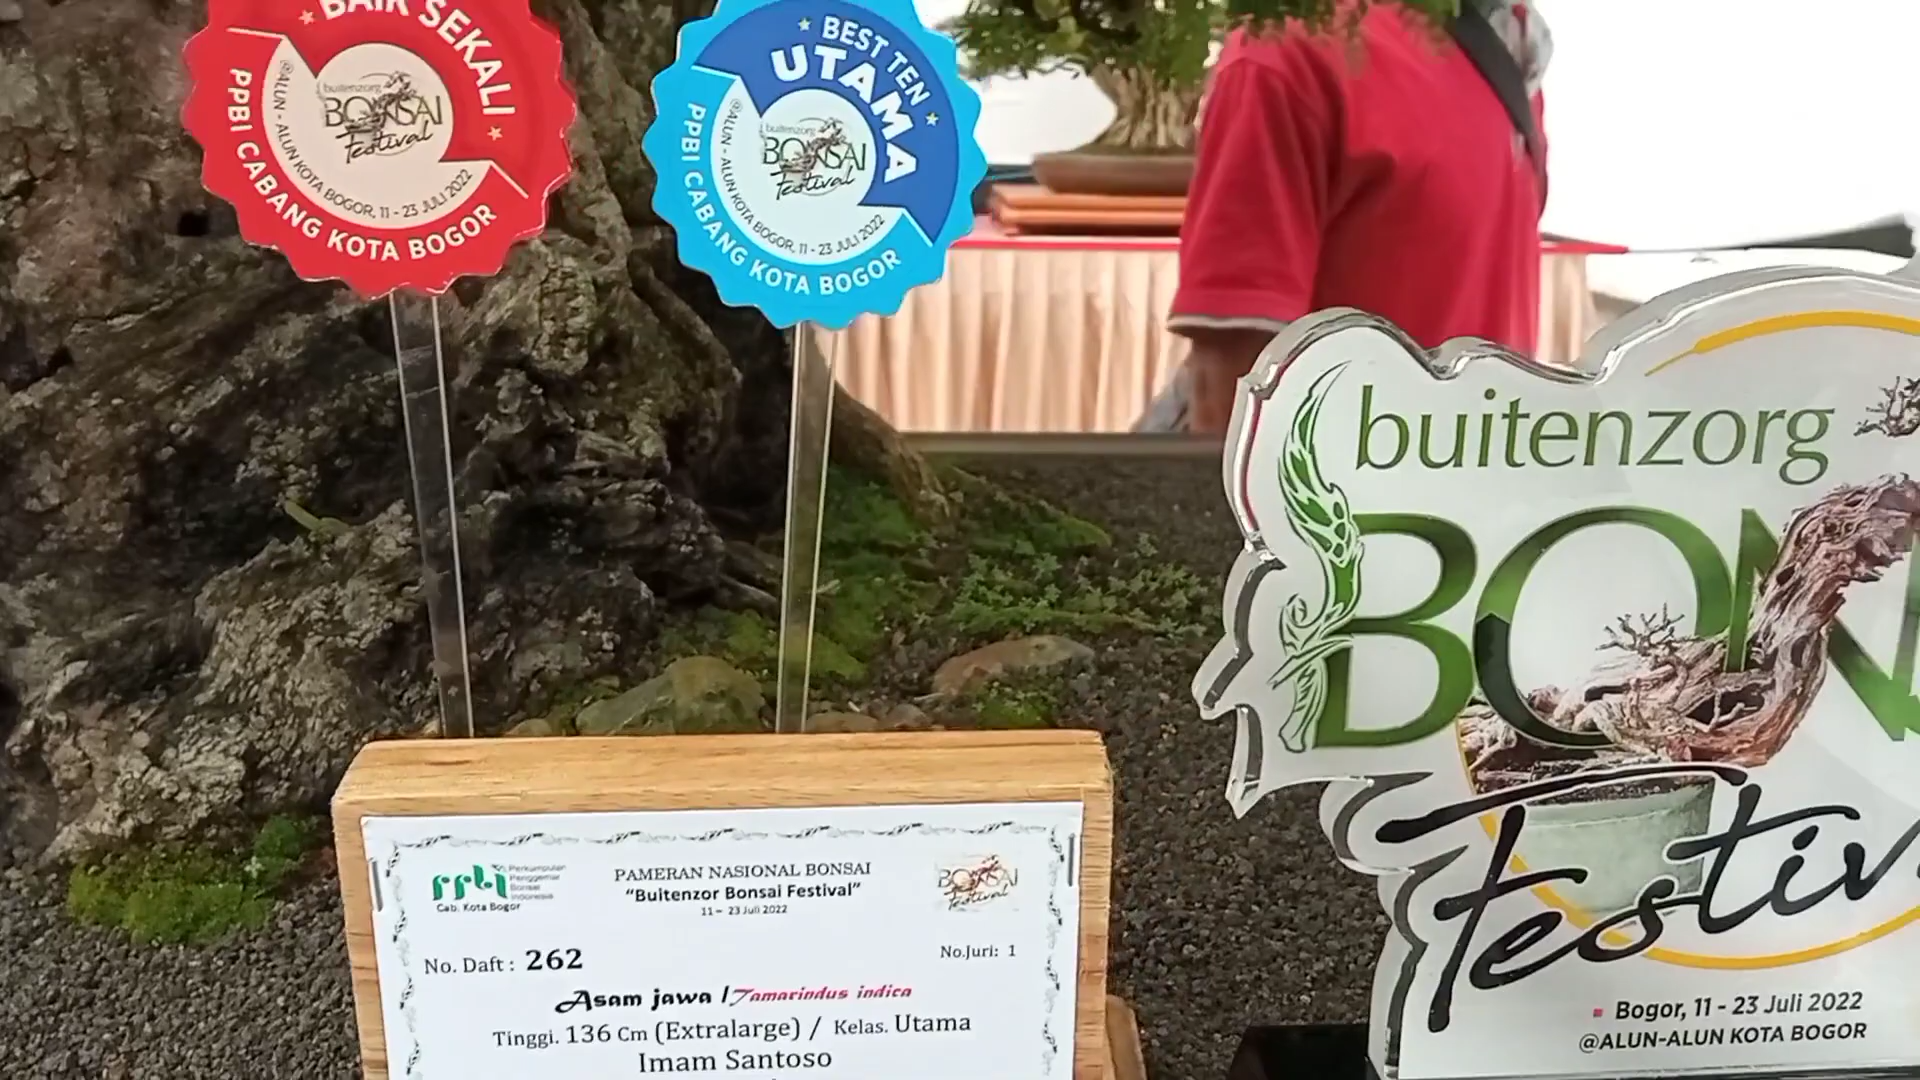 BAIK SEKALI
buitenzorg
BONSAI
Festival
@ALUN - ALUN KOTA BOGOR, 11 - 23 JULI 2022
PPBI CABANG KOTA BOGOR
BEST TEN
UTAMA
buitenzorg
BONSAI
Festival
@ALUN - ALUN KOTA BOGOR, 11 - 23 JULI 2022
PPBI CABANG KOTA BOGOR
buitenzorg
BON
Festiv
Bogor, 11 - 23 Juli 2022
@ALUN-ALUN KOTA BOGOR
PPBI
Perkumpulan
Penggemar
Bonsai
Indonesia
Cab. Kota Bogor
PAMERAN NASIONAL BONSAI
"Buitenzor Bonsai Festival"
11 – 23 Juli 2022
BONSAI
Festival
No. Daft : 262
No.Juri: 1
Asam jawa / Tamarindus indica
Tinggi. 136 Cm (Extralarge) / Kelas. Utama
Imam Santoso